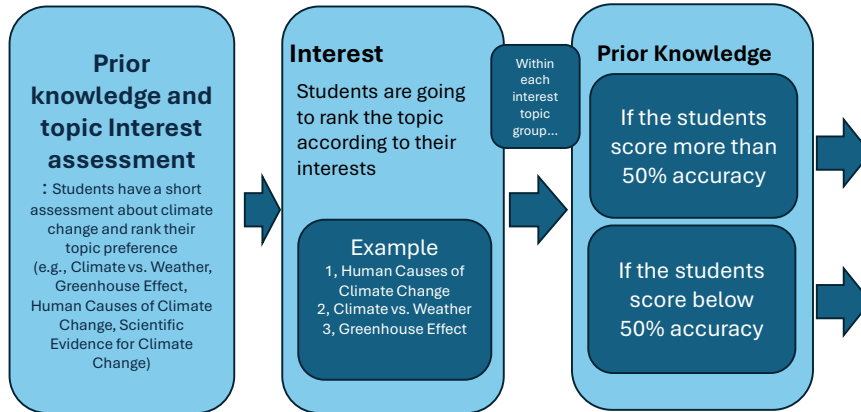 Prior
knowledge and
topic Interest
assessment
: Students have a short
assessment about climate
change and rank their
topic preference
(e.g., Climate vs. Weather,
Greenhouse Effect,
Human Causes of Climate
Change, Scientific
Evidence for Climate
Change)
Interest
Students are going
to rank the topic
according to their
interests
Example
1, Human Causes of
Climate Change
2, Climate vs. Weather
3, Greenhouse Effect
Within
each
interest
topic
group...
Prior Knowledge
If the students
score more than
50% accuracy
If the students
score below
50% accuracy